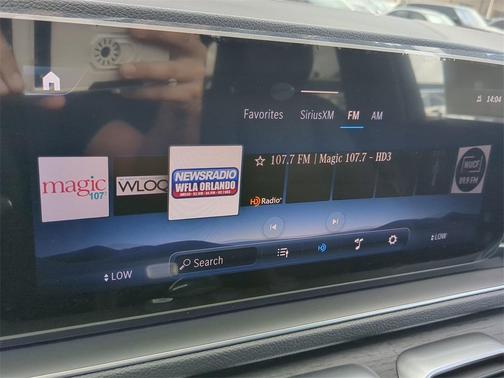 14:04
Favorites SiriusXM FM AM
☆ 107.7 FM | Magic 107.7 - HD3
magic
107
WLOQ
NEWSRADIO
WFLA ORLANDO
HD Radio
WUCF
89.9 FM
LOW
Search
LOW